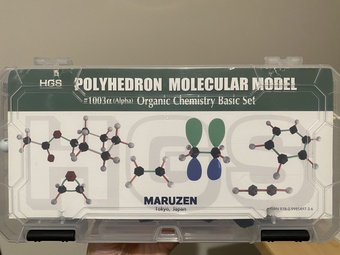 HGS
POLYHEDRON MOLECULAR MODEL
#1003α (Alpha) Organic Chemistry Basic Set
HGS
MARUZEN
Tokyo, Japan